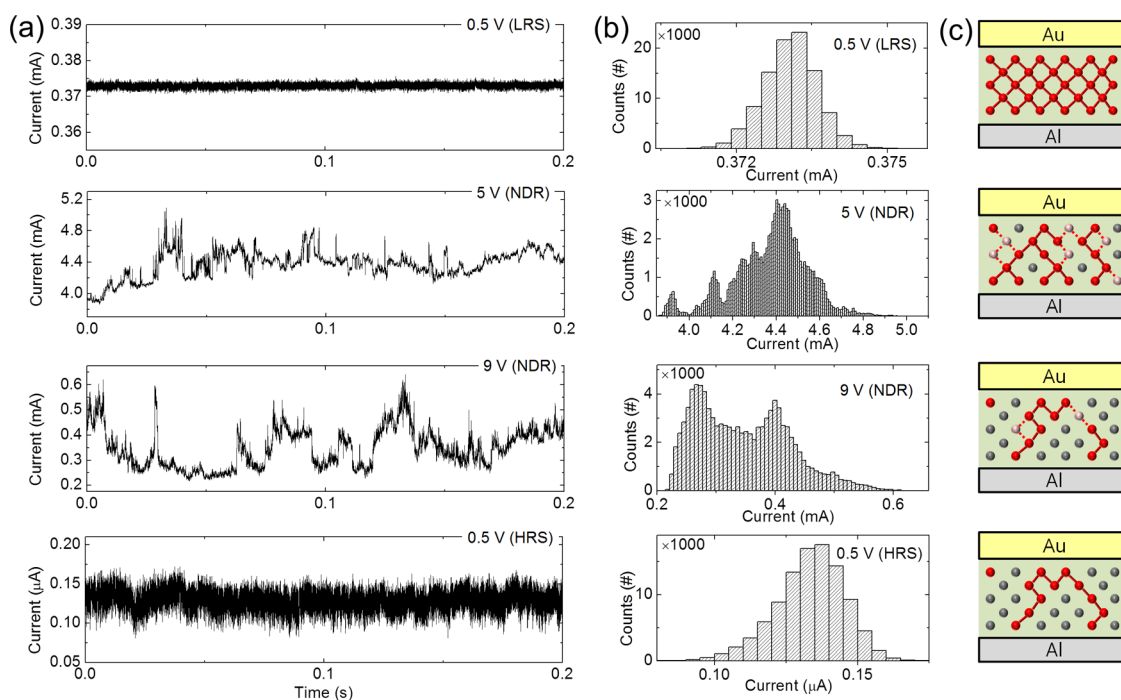 (a)
0.5 V (LRS)
Current (mA)
0.39
0.37
0.36
0.0
0.1
0.2
5 V (NDR)
Current (mA)
5.2
4.8
4.4
4.0
0.0
0.1
0.2
9 V (NDR)
Current (mA)
0.6
0.5
0.3
0.2
0.0
0.1
0.2
0.5 V (HRS)
Current (μA)
0.20
0.15
0.10
0.05
0.0
0.1
0.2
Time (s)
(b)
×1000
0.5 V (LRS)
Counts (#)
20
10
0
0.372
0.375
Current (mA)
×1000
5 V (NDR)
Counts (#)
3
2
1
0
4.0
4.2
4.4
4.6
4.8
5.0
Current (mA)
×1000
9 V (NDR)
Counts (#)
4
2
0
0.2
0.4
0.6
Current (mA)
×1000
0.5 V (HRS)
Counts (#)
10
0
0.10
0.15
Current (μA)
(c)
Au
Al
Au
Al
Au
Al
Au
Al